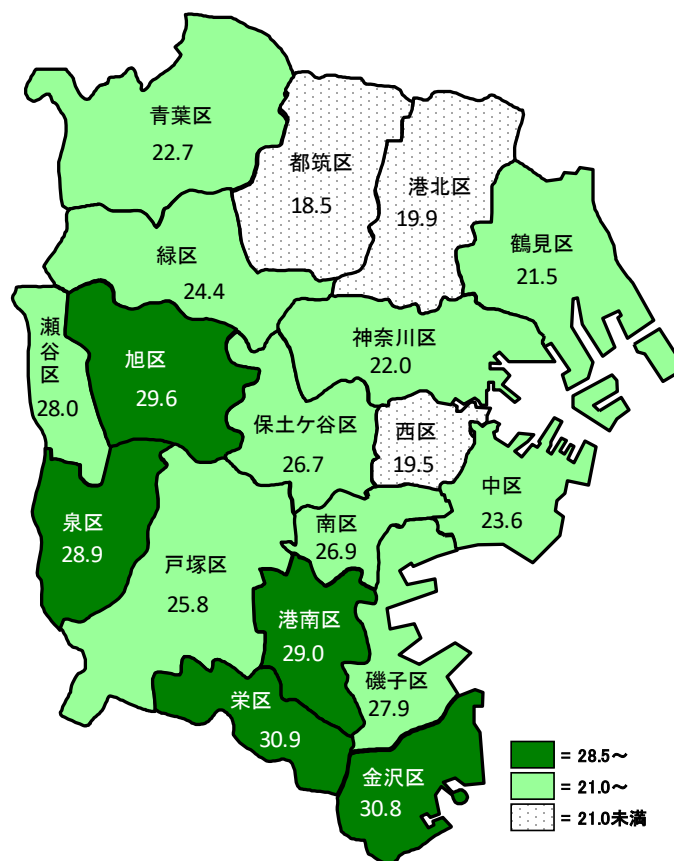 青葉区
22.7
都筑区
18.5
港北区
19.9
鶴見区
21.5
緑区
24.4
神奈川区
22.0
瀬谷区
28.0
旭区
29.6
保土ケ谷区
26.7
西区
19.5
中区
23.6
泉区
28.9
南区
26.9
戸塚区
25.8
港南区
29.0
磯子区
27.9
栄区
30.9
金沢区
30.8
= 28.5～
= 21.0～
= 21.0未満